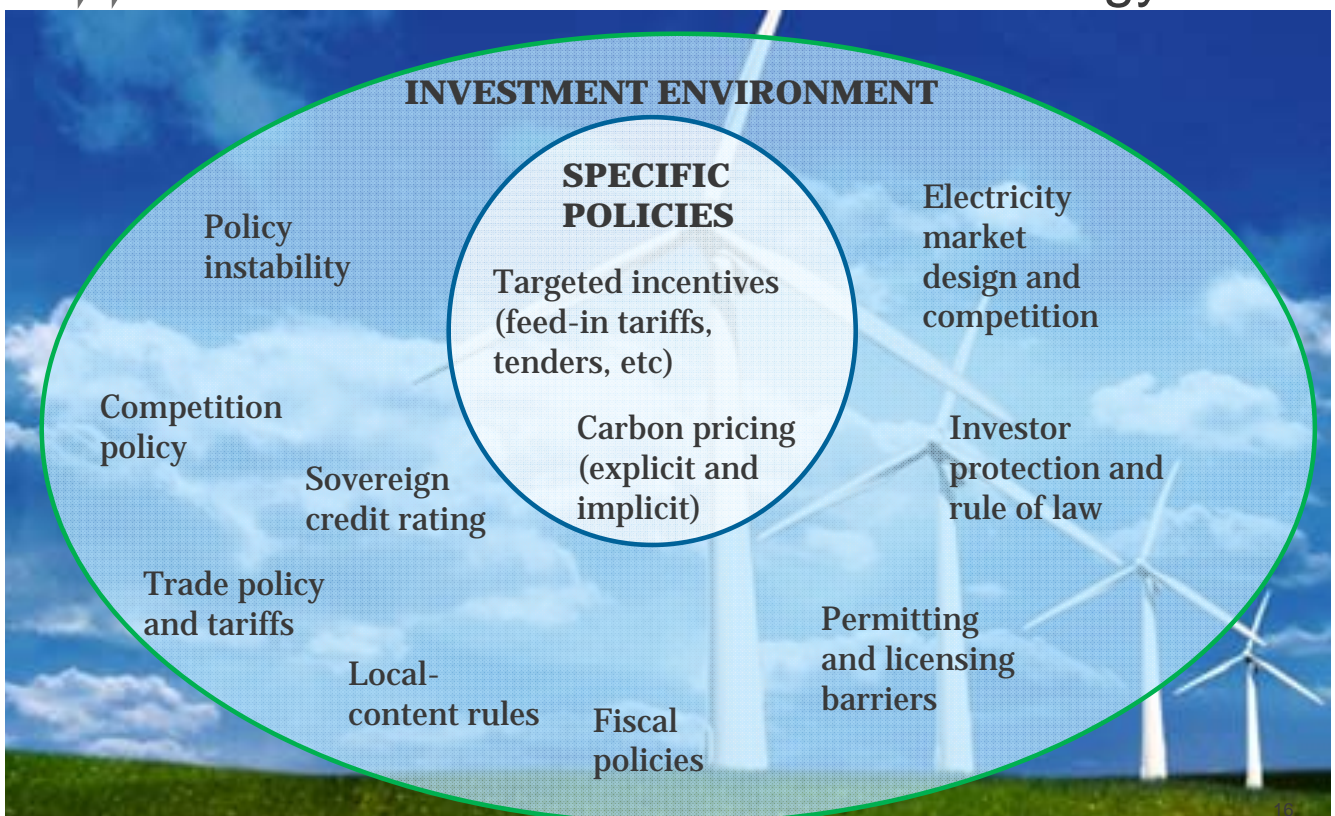 INVESTMENT ENVIRONMENT
SPECIFIC
POLICIES
Targeted incentives
(feed-in tariffs,
tenders, etc)
Carbon pricing
(explicit and
implicit)
Policy
instability
Competition
policy
Sovereign
credit rating
Trade policy
and tariffs
Local-
content rules
Fiscal
policies
Electricity
market
design and
competition
Investor
protection and
rule of law
Permitting
and licensing
barriers
15